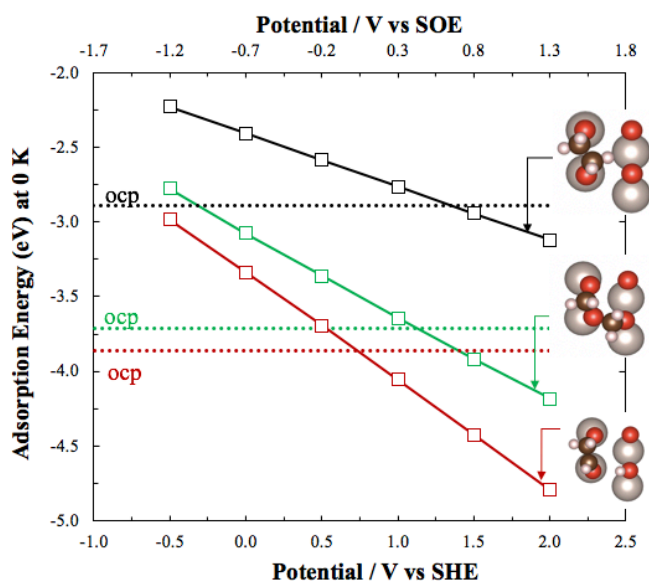 Potential / V vs SOE
-1.7 -1.2 -0.7 -0.2 0.3 0.8 1.3 1.8
Adsorption Energy (eV) at 0 K
-2.0
-2.5
-3.0
-3.5
-4.0
-4.5
-5.0
ocp
ocp
ocp
-1.0 -0.5 0.0 0.5 1.0 1.5 2.0 2.5
Potential / V vs SHE